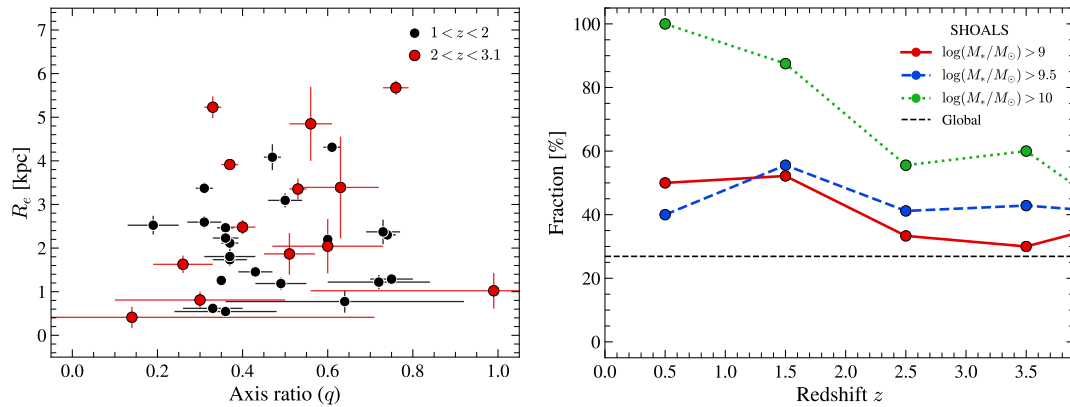 7
6
5
4
3
2
1
0
R_e [kpc]
1 < z < 2
2 < z < 3.1
0.0 0.2 0.4 0.6 0.8 1.0
Axis ratio (q)
100
80
60
40
20
0
Fraction [%]
SHOALS
log(M_*/M_⊙) > 9
log(M_*/M_⊙) > 9.5
log(M_*/M_⊙) > 10
Global
0.0 0.5 1.0 1.5 2.0 2.5 3.0 3.5
Redshift z